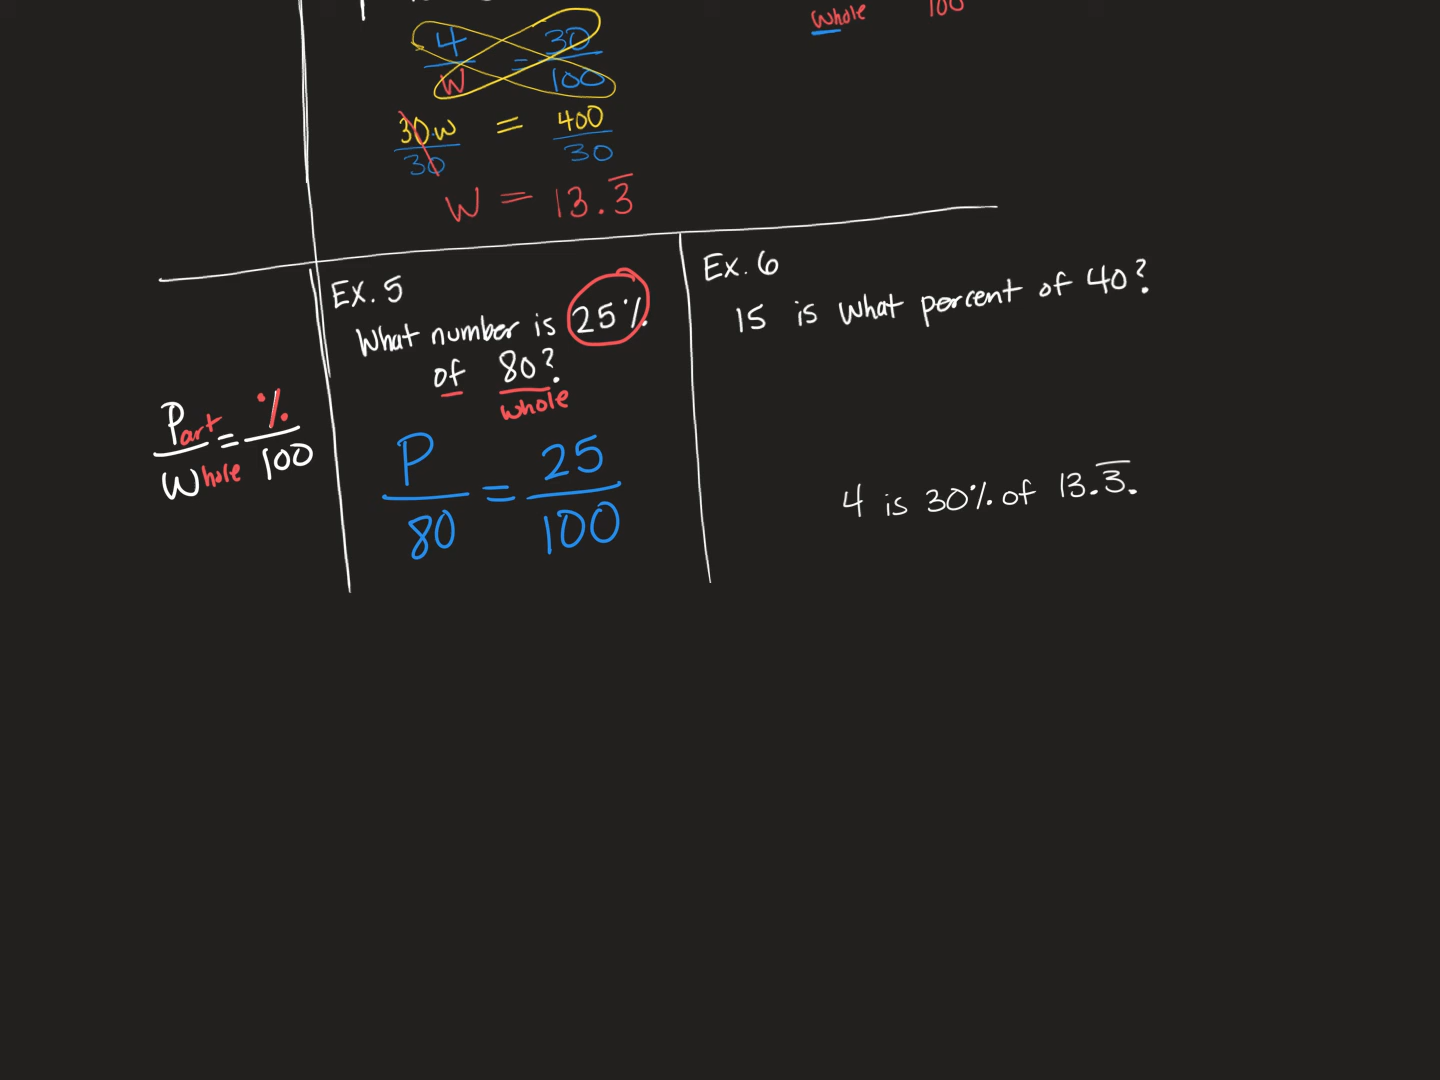 Whole 100
4/W = 30/100
30w/30 = 400/30
W = 13.3̅
Ex. 5
What number is 25%
of 80?
whole
P/80 = 25/100
Part/Whole = %/100
Ex. 6
15 is what percent of 40?
4 is 30% of 13.3̅.